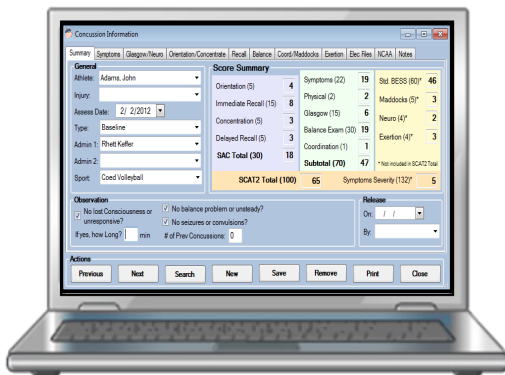 Concussion Information
Summary Symptoms Glasgow/Neuro Orientation/Concentrate Recall Balance Coord/Maddocks Exertion Elec Files NCAA Notes
General
Athlete: Adams, John
Injury:
Assess Date: 2/ 2/2012
Type: Baseline
Admin 1: Rhett Keffer
Admin 2:
Sport: Coed Volleyball
Score Summary
Orientation (5) 4
Immediate Recall (15) 8
Concentration (5) 3
Delayed Recall (5) 3
SAC Total (30) 18
Symptoms (22) 19
Physical (2) 2
Glasgow (15) 6
Balance Exam (30) 19
Coordination (1) 1
Subtotal (70) 47
Std. BESS (60)* 46
Maddocks (5)* 3
Neuro (4)* 2
Exertion (4)* 3
* Not included in SCAT2 Total
SCAT2 Total (100) 65 Symptoms Severity (132)* 5
Observation
No lost Consciousness or
unresponsive?
If yes, how Long? min
No balance problem or unsteady?
No seizures or convulsions?
# of Prev Concussions: 0
Release
On: / /
By:
Actions
Previous Next Search New Save Remove Print Close